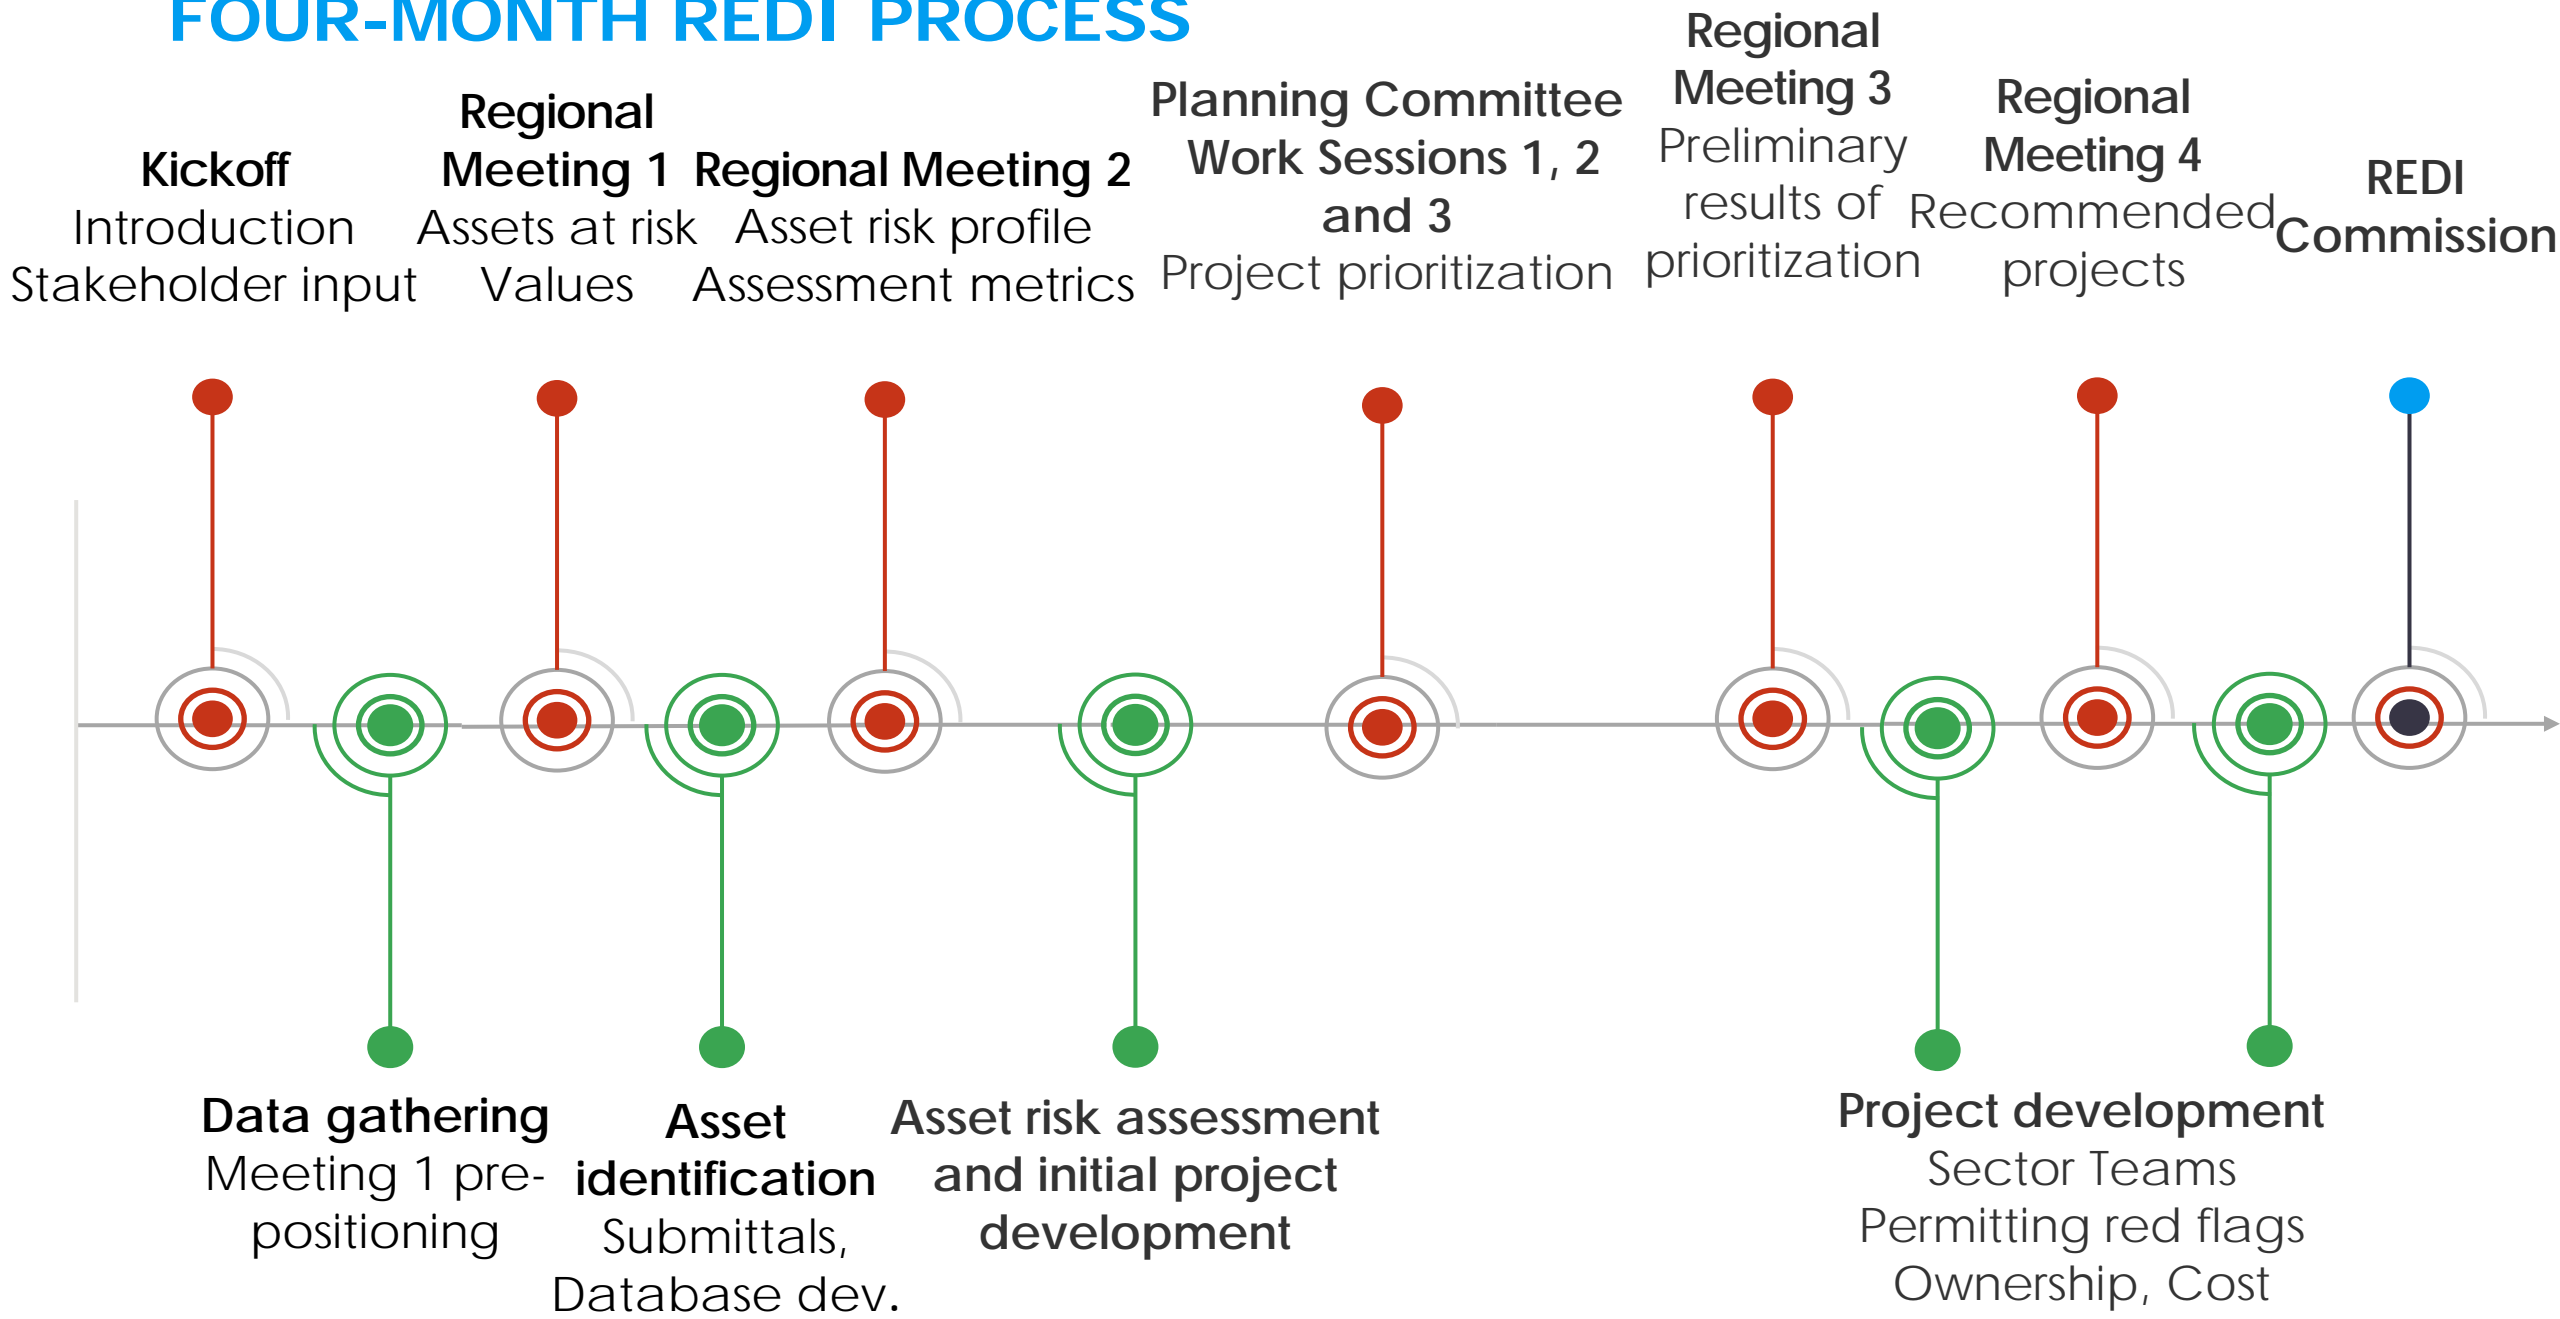 FOUR-MONTH REDI PROCESS
Kickoff
Introduction
Stakeholder input
Regional
Meeting 1
Assets at risk
Values
Regional Meeting 2
Asset risk profile
Assessment metrics
Planning Committee
Work Sessions 1, 2
and 3
Project prioritization
Regional
Meeting 3
Preliminary
results of
prioritization
Regional
Meeting 4
Recommended
projects
REDI
Commission
Data gathering
Meeting 1 pre-
positioning
Asset
identification
Submittals,
Database dev.
Asset risk assessment
and initial project
development
Project development
Sector Teams
Permitting red flags
Ownership, Cost